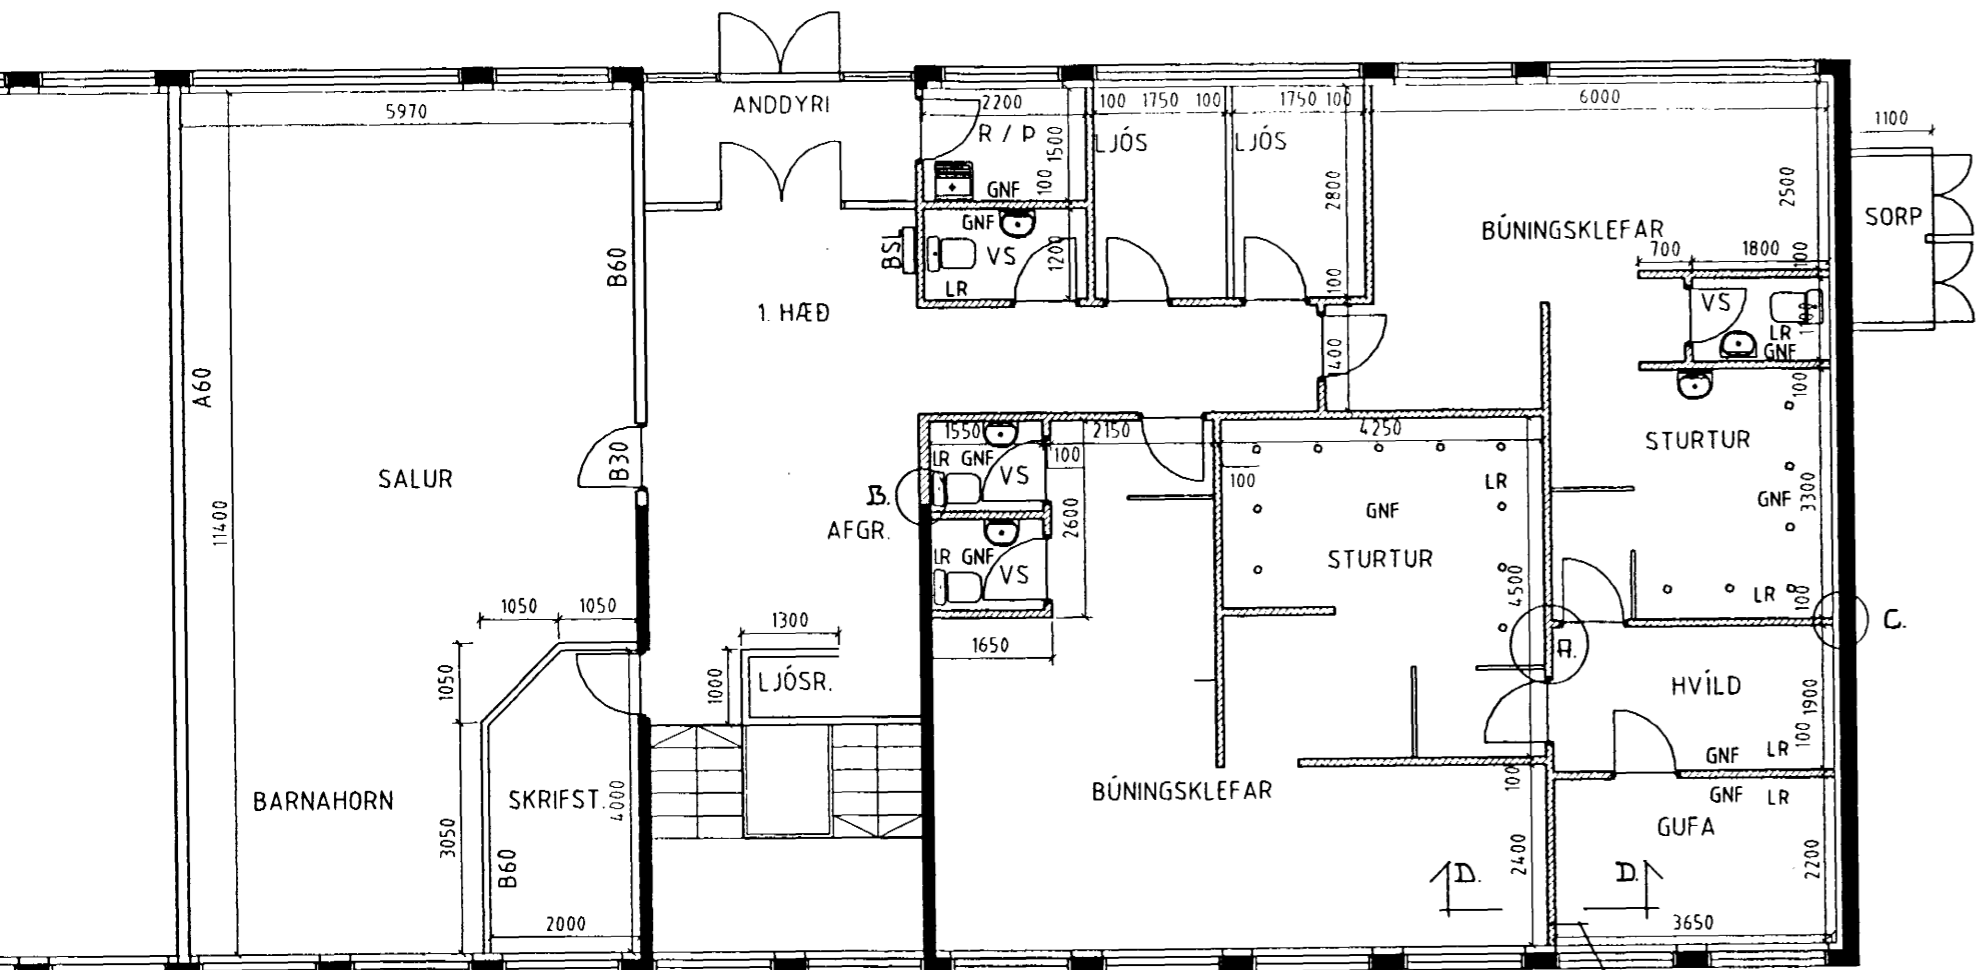 5970
ANDDYRI
2200
100 1750 100
1750 100
6000
1100
R / Þ
1500
LJÓS
LJÓS
100
GNF
2800
2500
SORP
BÚNINGSKLEFAR
GNF
VS
BSL
1200
LR
700
1800
100
B60
100
VS
LR
GNF
1100
1. HÆÐ
1400
A60
100
1550
2150
4250
STURTUR
LR GNF
100
VS
100
LR
B30
SALUR
B.
GNF
GNF
3300
11400
AFGR.
2600
STURTUR
LR GNF
VS
4500
LR
100
1050
1050
1300
C.
1650
A.
1050
1000
LJÓSR.
HVÍLD
1900
GNF
LR
100
BARNAHORN
SKRIFST.
4000
BÚNINGSKLEFAR
100
GNF
LR
GUFA
3050
B60
2400
2200
D.
D.
2000
3650